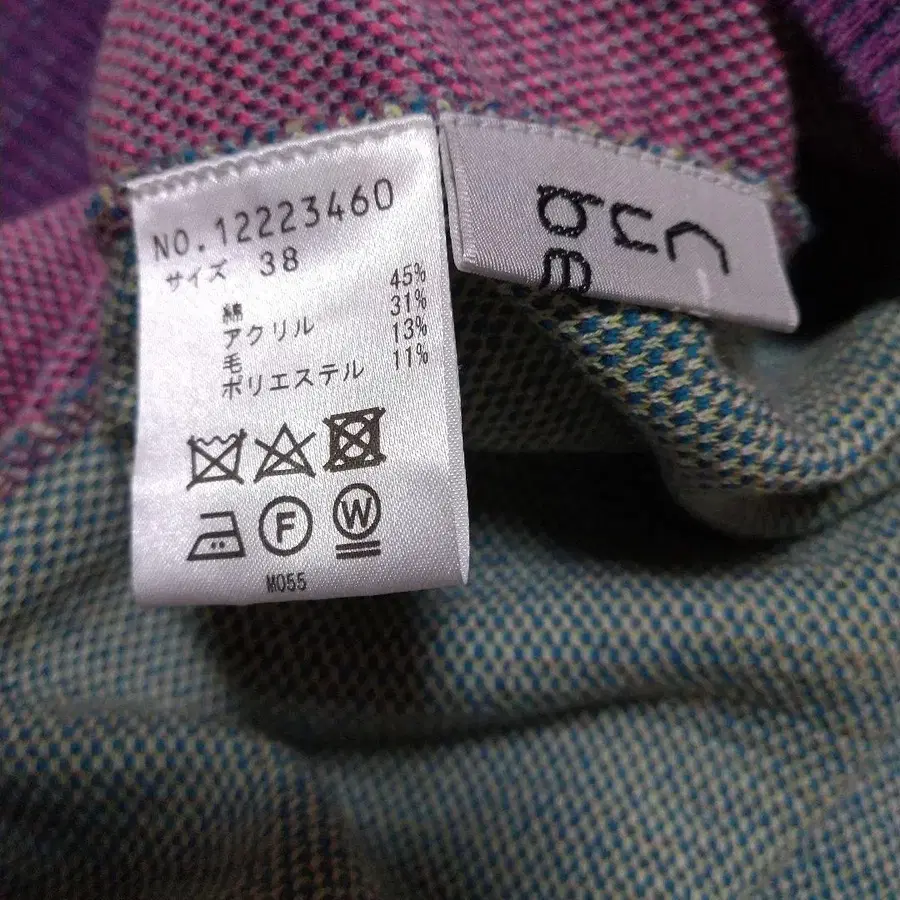 NO.12223460
サイズ 38
綿 45%
アクリル 31%
毛 13%
ポリエステル 11%
F W
M055